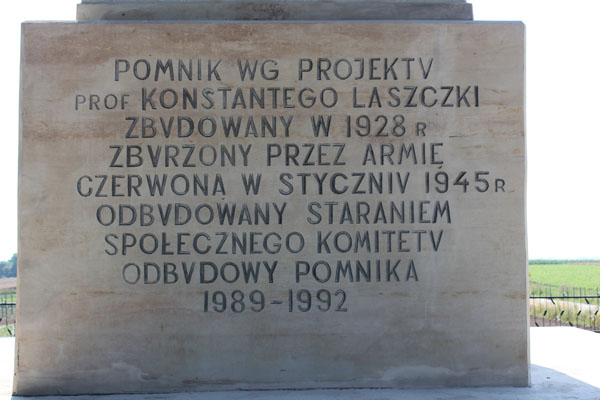 POMNIK WG PROJEKTV
PROF KONSTANTEGO LASZCZKI
ZBVDOWANY W 1928 R
ZBVRZONY PRZEZ ARMIĘ
CZERWONĄ W STYCZNIV 1945 R
ODBVDOWANY STARANIEM
SPOŁECZNEGO KOMITETV
ODBVDOWY POMNIKA
1989-1992